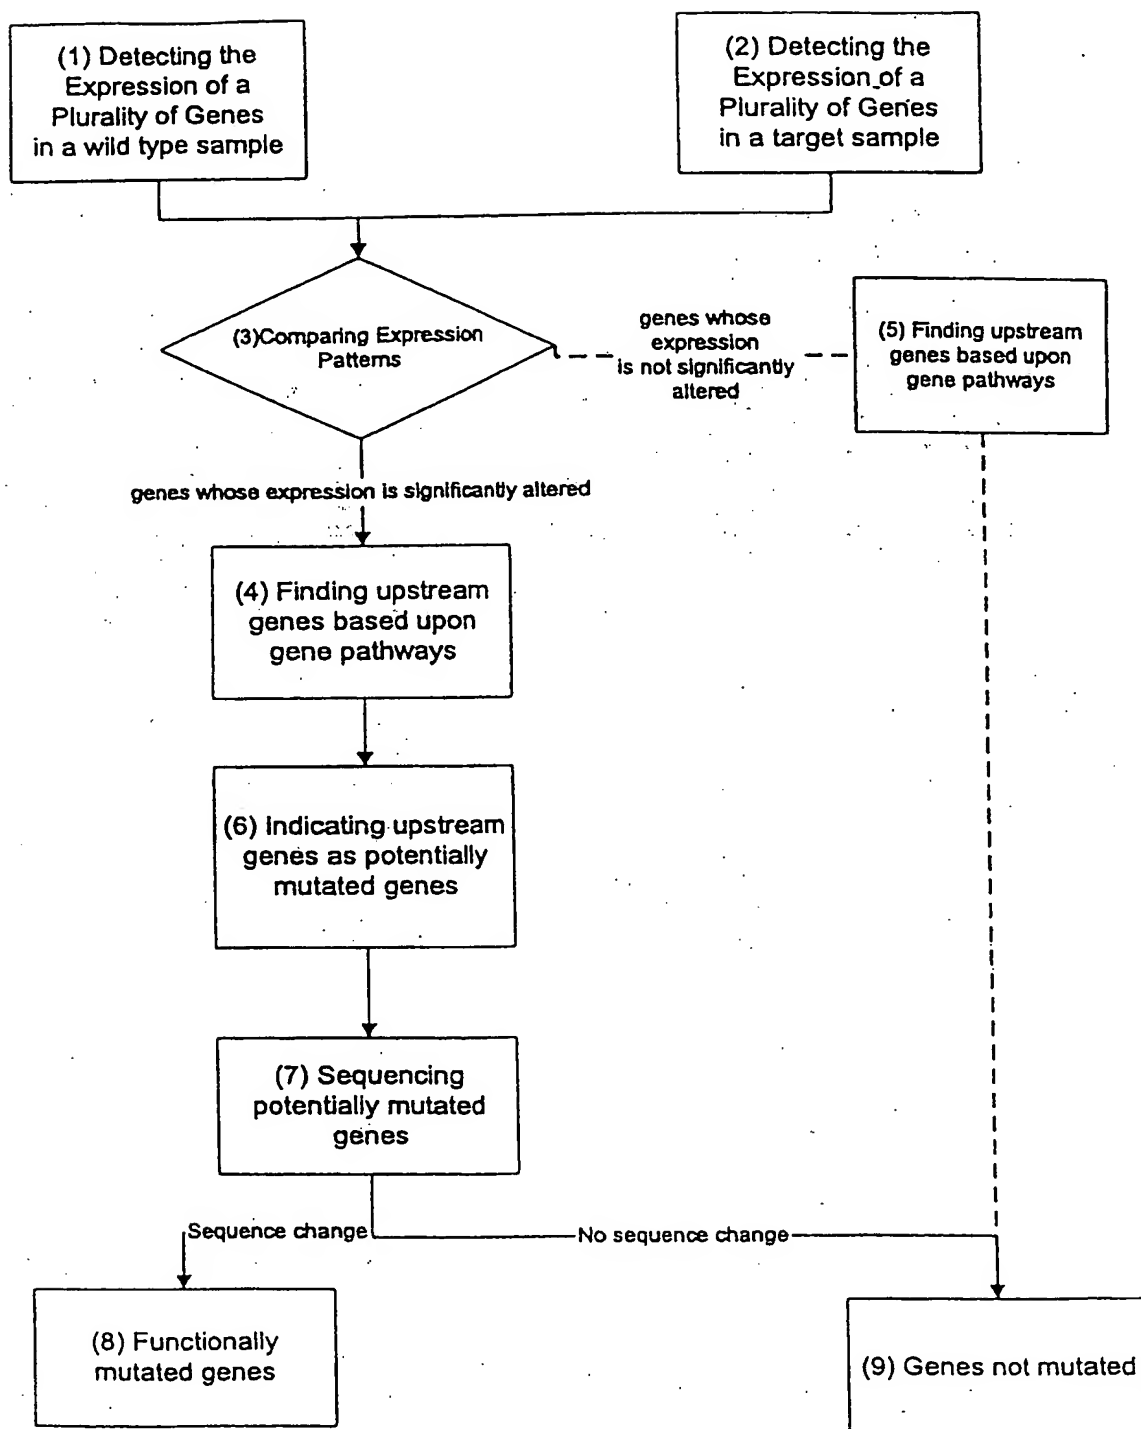 (1) Detecting the
Expression of a
Plurality of Genes
in a wild type sample
(2) Detecting the
Expression of a
Plurality of Genes
in a target sample
(3)Comparing Expression
Patterns
genes whose
expression
is not significantly
altered
(5) Finding upstream
genes based upon
gene pathways
genes whose expression is significantly altered
(4) Finding upstream
genes based upon
gene pathways
(6) Indicating upstream
genes as potentially
mutated genes
(7) Sequencing
potentially mutated
genes
Sequence change
No sequence change
(8) Functionally
mutated genes
(9) Genes not mutated